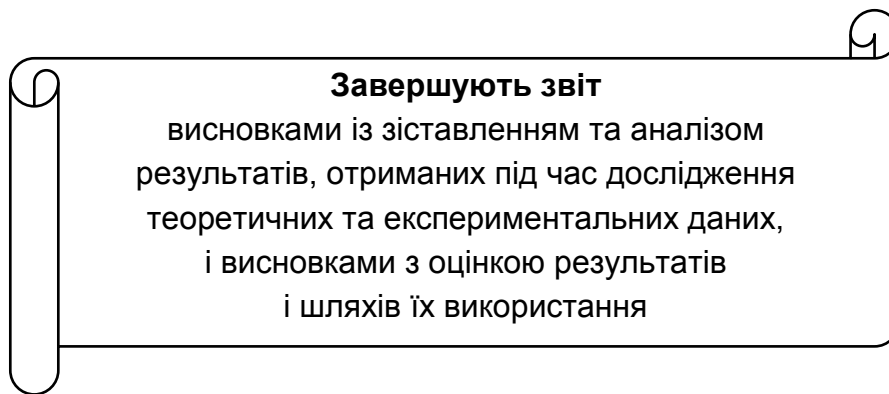 Завершують звіт
висновками із зіставленням та аналізом
результатів, отриманих під час дослідження
теоретичних та експериментальних даних,
і висновками з оцінкою результатів
і шляхів їх використання